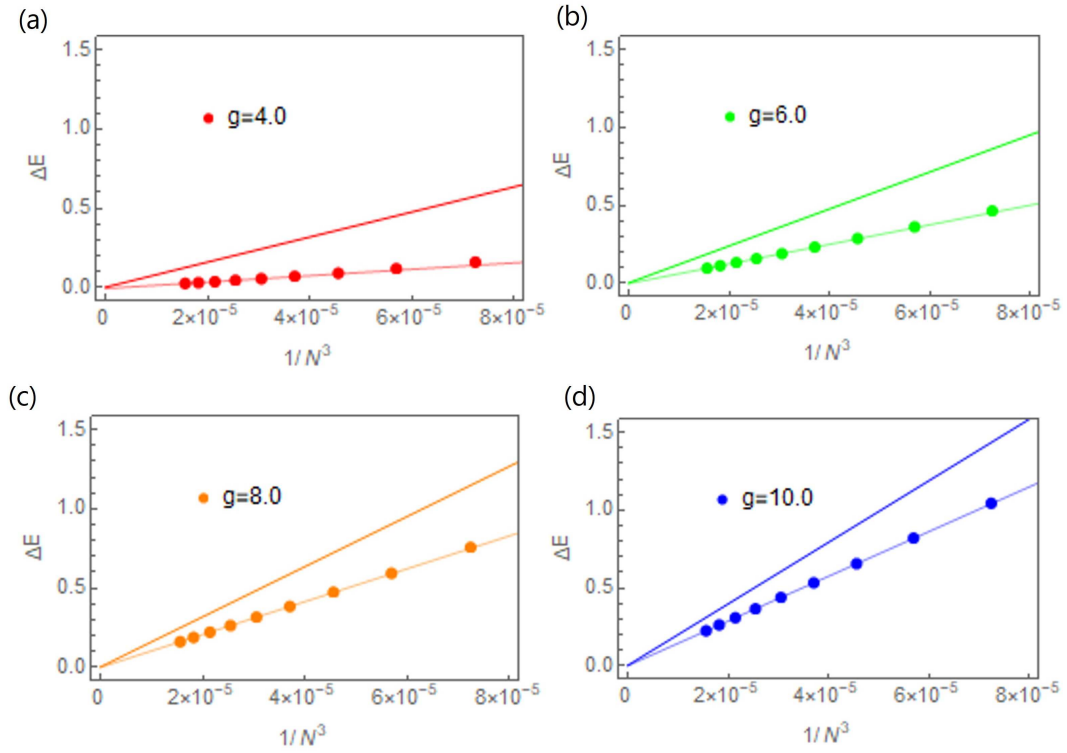 (a)
1.5
1.0
0.5
0.0
ΔE
g=4.0
0
2×10⁻⁵
4×10⁻⁵
6×10⁻⁵
8×10⁻⁵
1/N³
(b)
1.5
1.0
0.5
0.0
ΔE
g=6.0
0
2×10⁻⁵
4×10⁻⁵
6×10⁻⁵
8×10⁻⁵
1/N³
(c)
1.5
1.0
0.5
0.0
ΔE
g=8.0
0
2×10⁻⁵
4×10⁻⁵
6×10⁻⁵
8×10⁻⁵
1/N³
(d)
1.5
1.0
0.5
0.0
ΔE
g=10.0
0
2×10⁻⁵
4×10⁻⁵
6×10⁻⁵
8×10⁻⁵
1/N³